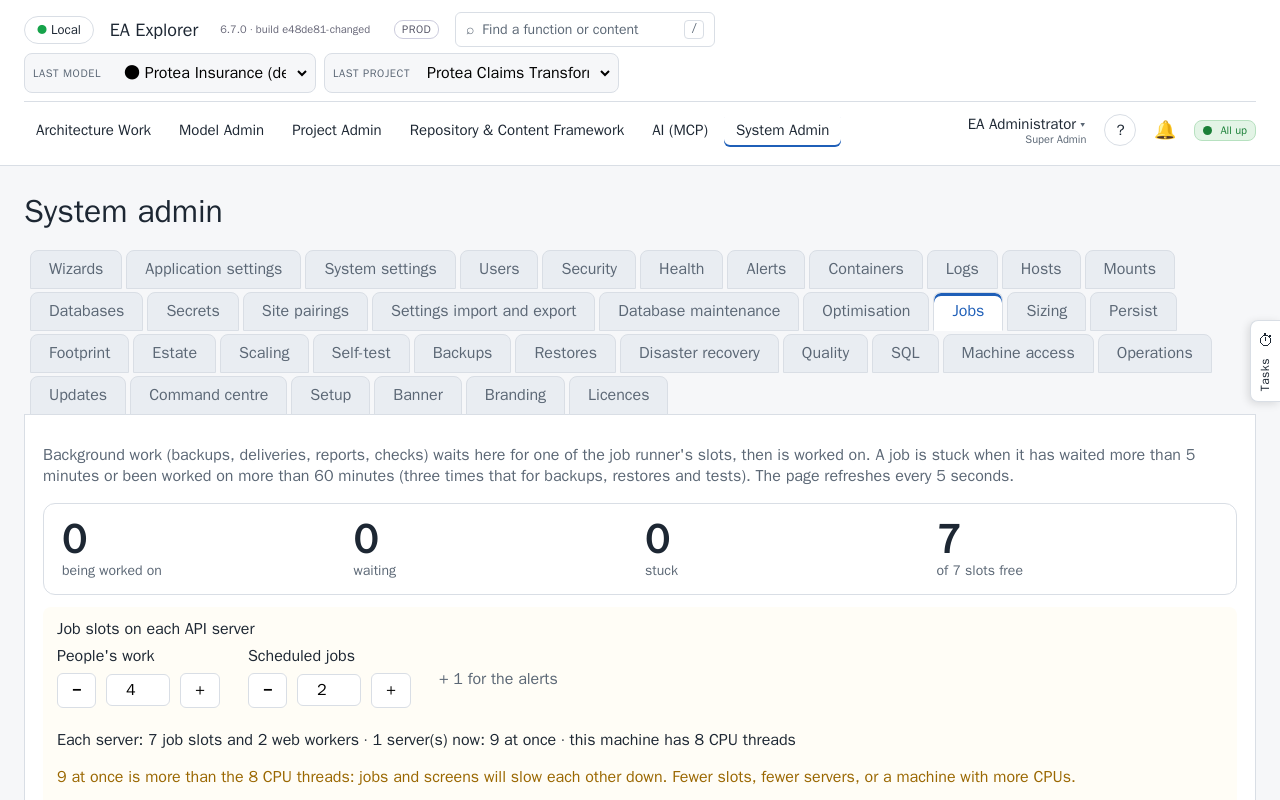 Local
EA Explorer
6.7.0 · build e48de81-changed
PROD
Find a function or content
/
LAST MODEL
Protea Insurance (de
LAST PROJECT
Protea Claims Transfor
Architecture Work
Model Admin
Project Admin
Repository & Content Framework
AI (MCP)
System Admin
EA Administrator
Super Admin
?
All up
System admin
Wizards
Application settings
System settings
Users
Security
Health
Alerts
Containers
Logs
Hosts
Mounts
Databases
Secrets
Site pairings
Settings import and export
Database maintenance
Optimisation
Jobs
Sizing
Persist
Footprint
Estate
Scaling
Self-test
Backups
Restores
Disaster recovery
Quality
SQL
Machine access
Operations
Updates
Command centre
Setup
Banner
Branding
Licences
Tasks
Background work (backups, deliveries, reports, checks) waits here for one of the job runner's slots, then is worked on. A job is stuck when it has waited more than 5
minutes or been worked on more than 60 minutes (three times that for backups, restores and tests). The page refreshes every 5 seconds.
0
being worked on
0
waiting
0
stuck
7
of 7 slots free
Job slots on each API server
People's work
Scheduled jobs
− 4 +
− 2 +
+ 1 for the alerts
Each server: 7 job slots and 2 web workers · 1 server(s) now: 9 at once · this machine has 8 CPU threads
9 at once is more than the 8 CPU threads: jobs and screens will slow each other down. Fewer slots, fewer servers, or a machine with more CPUs.